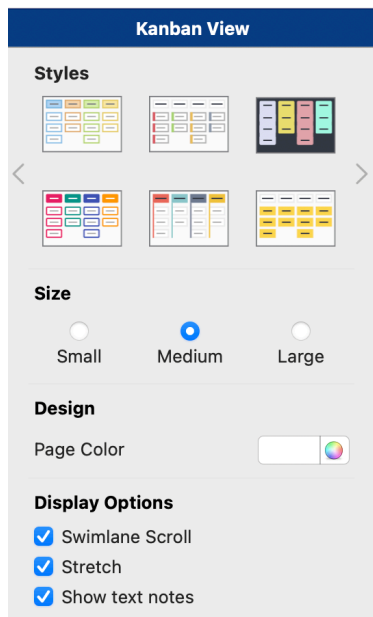 Kanban View
Styles
Size
Small Medium Large
Design
Page Color
Display Options
Swimlane Scroll
Stretch
Show text notes